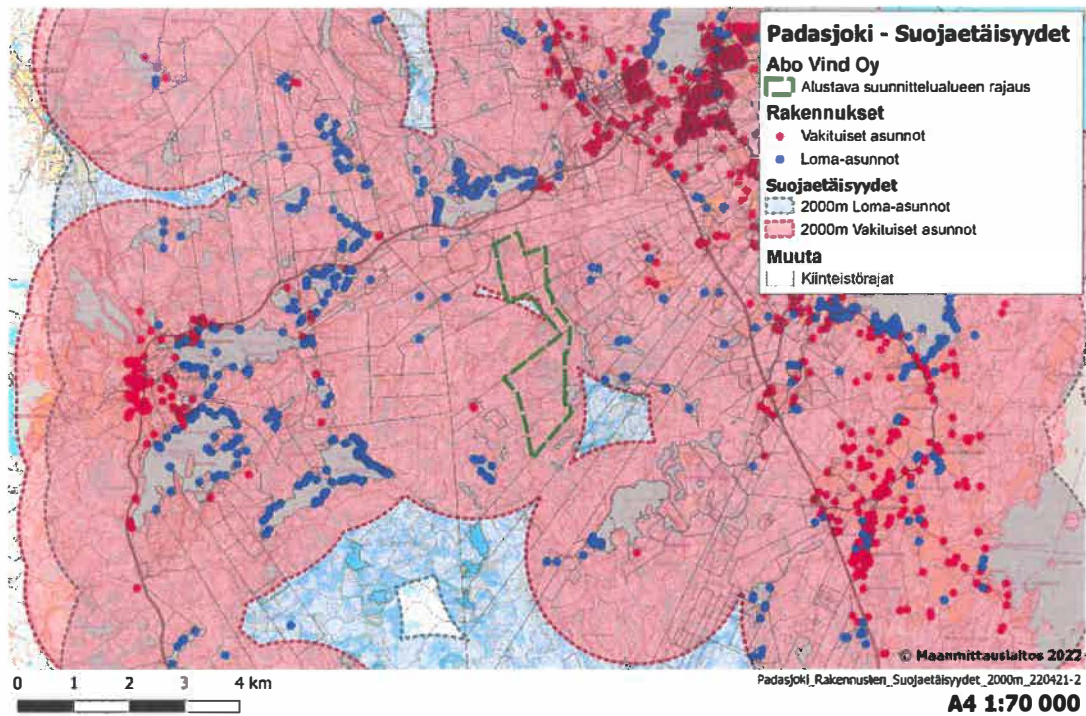 Padasjoki - Suojaetäisyydet
Abo Vind Oy
Alustava suunnittelualueen rajaus
Rakennukset
Vakituiset asunnot
Loma-asunnot
Suojaetäisyydet
2000m Loma-asunnot
2000m Vakituiset asunnot
Muuta
Kiinteistörajat
© Maanmittauslaitos 2022
0 1 2 3 4 km
Padasjoki_Rakennusten_Suojaetäisyydet_2000m_220421-2
A4 1:70 000